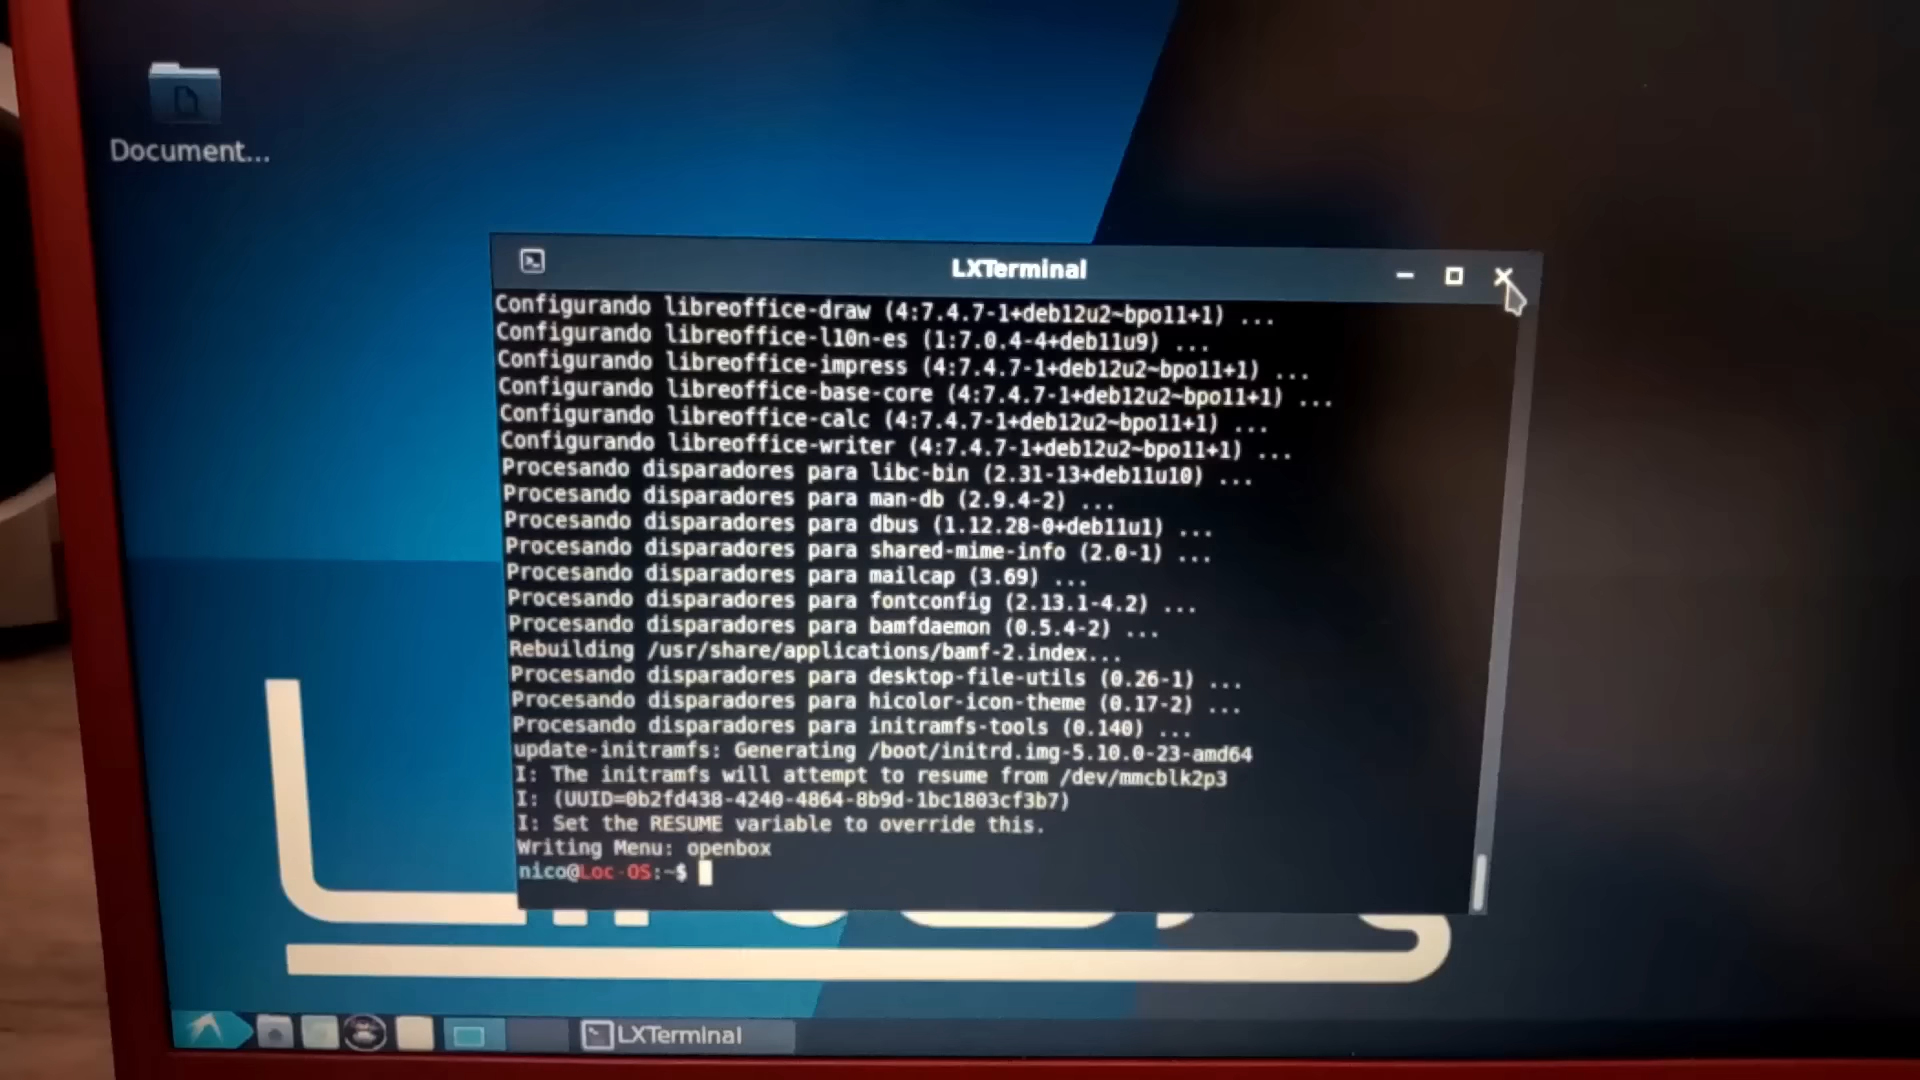 Document...
LXTerminal
Configurando libreoffice-draw (4:7.4.7-1+deb12u2~bpo11+1) ...
Configurando libreoffice-l10n-es (1:7.0.4-4+deb11u9) ...
Configurando libreoffice-impress (4:7.4.7-1+deb12u2~bpo11+1) ...
Configurando libreoffice-base-core (4:7.4.7-1+deb12u2~bpo11+1) ...
Configurando libreoffice-calc (4:7.4.7-1+deb12u2~bpo11+1) ...
Configurando libreoffice-writer (4:7.4.7-1+deb12u2~bpo11+1) ...
Procesando disparadores para libc-bin (2.31-13+deb11u10) ...
Procesando disparadores para man-db (2.9.4-2) ...
Procesando disparadores para dbus (1.12.28-0+deb11u1) ...
Procesando disparadores para shared-mime-info (2.0-1) ...
Procesando disparadores para mailcap (3.69) ...
Procesando disparadores para fontconfig (2.13.1-4.2) ...
Procesando disparadores para bamfdaemon (0.5.4-2) ...
Rebuilding /usr/share/applications/bamf-2.index...
Procesando disparadores para desktop-file-utils (0.26-1) ...
Procesando disparadores para hicolor-icon-theme (0.17-2) ...
Procesando disparadores para initramfs-tools (0.140) ...
update-initramfs: Generating /boot/initrd.img-5.10.0-23-amd64
I: The initramfs will attempt to resume from /dev/mmcblk2p3
I: (UUID=0b2fd438-4240-4864-8b9d-1bc1803cf3b7)
I: Set the RESUME variable to override this.
Writing Menu: openbox
nico@Loc-OS:~$
LXTerminal